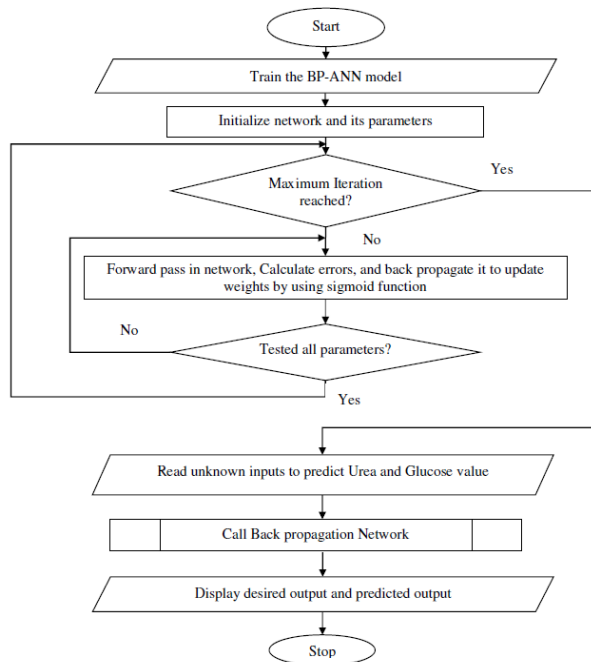 Start
Train the BP-ANN model
Initialize network and its parameters
Maximum Iteration
reached?
Yes
No
Forward pass in network, Calculate errors, and back propagate it to update
weights by using sigmoid function
No
Tested all parameters?
Yes
Read unknown inputs to predict Urea and Glucose value
Call Back propagation Network
Display desired output and predicted output
Stop